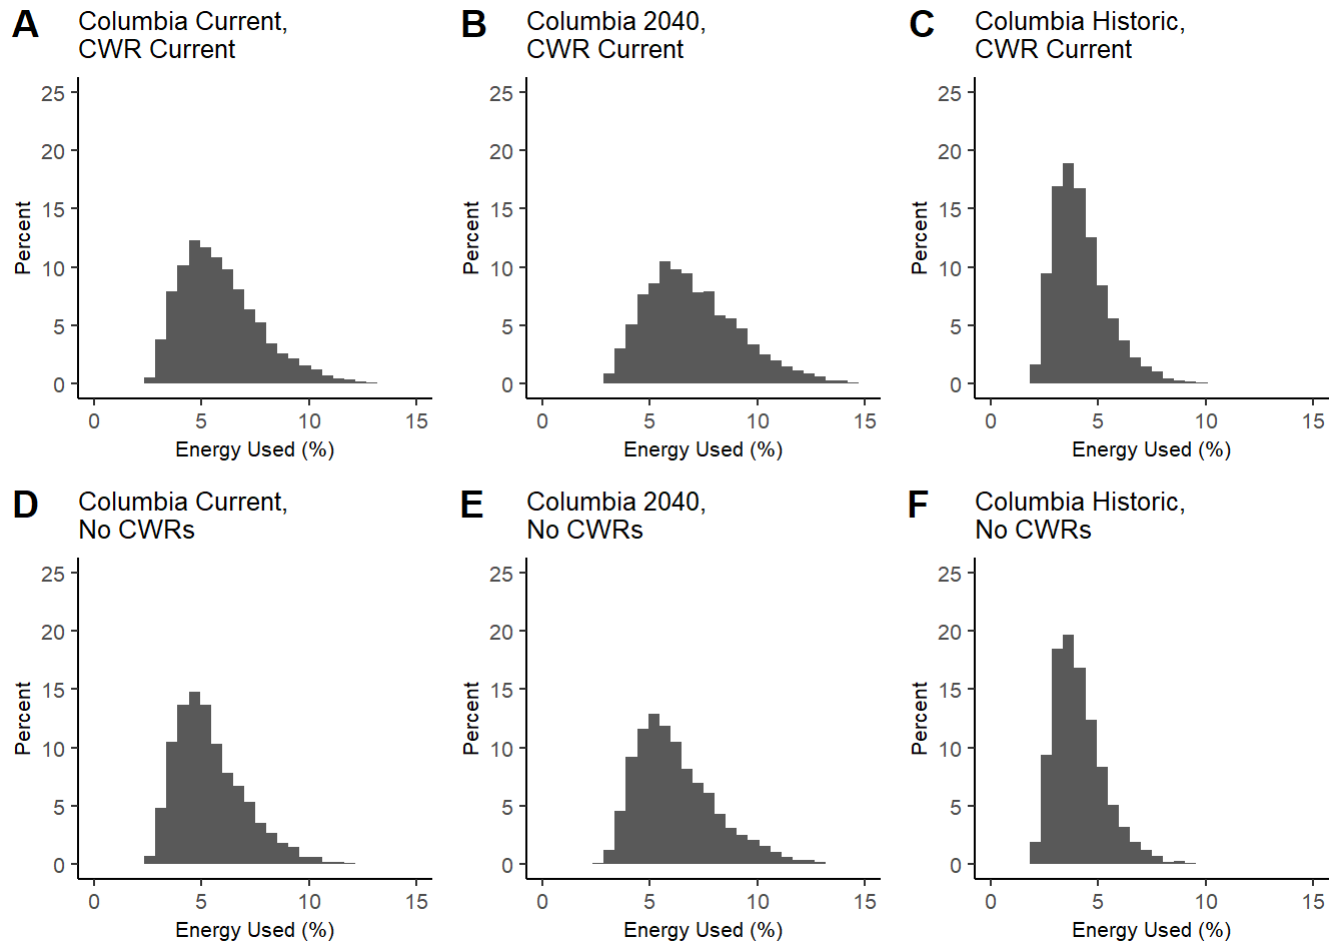 A Columbia Current,
CWR Current
B Columbia 2040,
CWR Current
C Columbia Historic,
CWR Current
25
20
15
10
5
0
Percent
0 5 10 15
Energy Used (%)
25
20
15
10
5
0
Percent
0 5 10 15
Energy Used (%)
25
20
15
10
5
0
Percent
0 5 10 15
Energy Used (%)
D Columbia Current,
No CWRs
E Columbia 2040,
No CWRs
F Columbia Historic,
No CWRs
25
20
15
10
5
0
Percent
0 5 10 15
Energy Used (%)
25
20
15
10
5
0
Percent
0 5 10 15
Energy Used (%)
25
20
15
10
5
0
Percent
0 5 10 15
Energy Used (%)